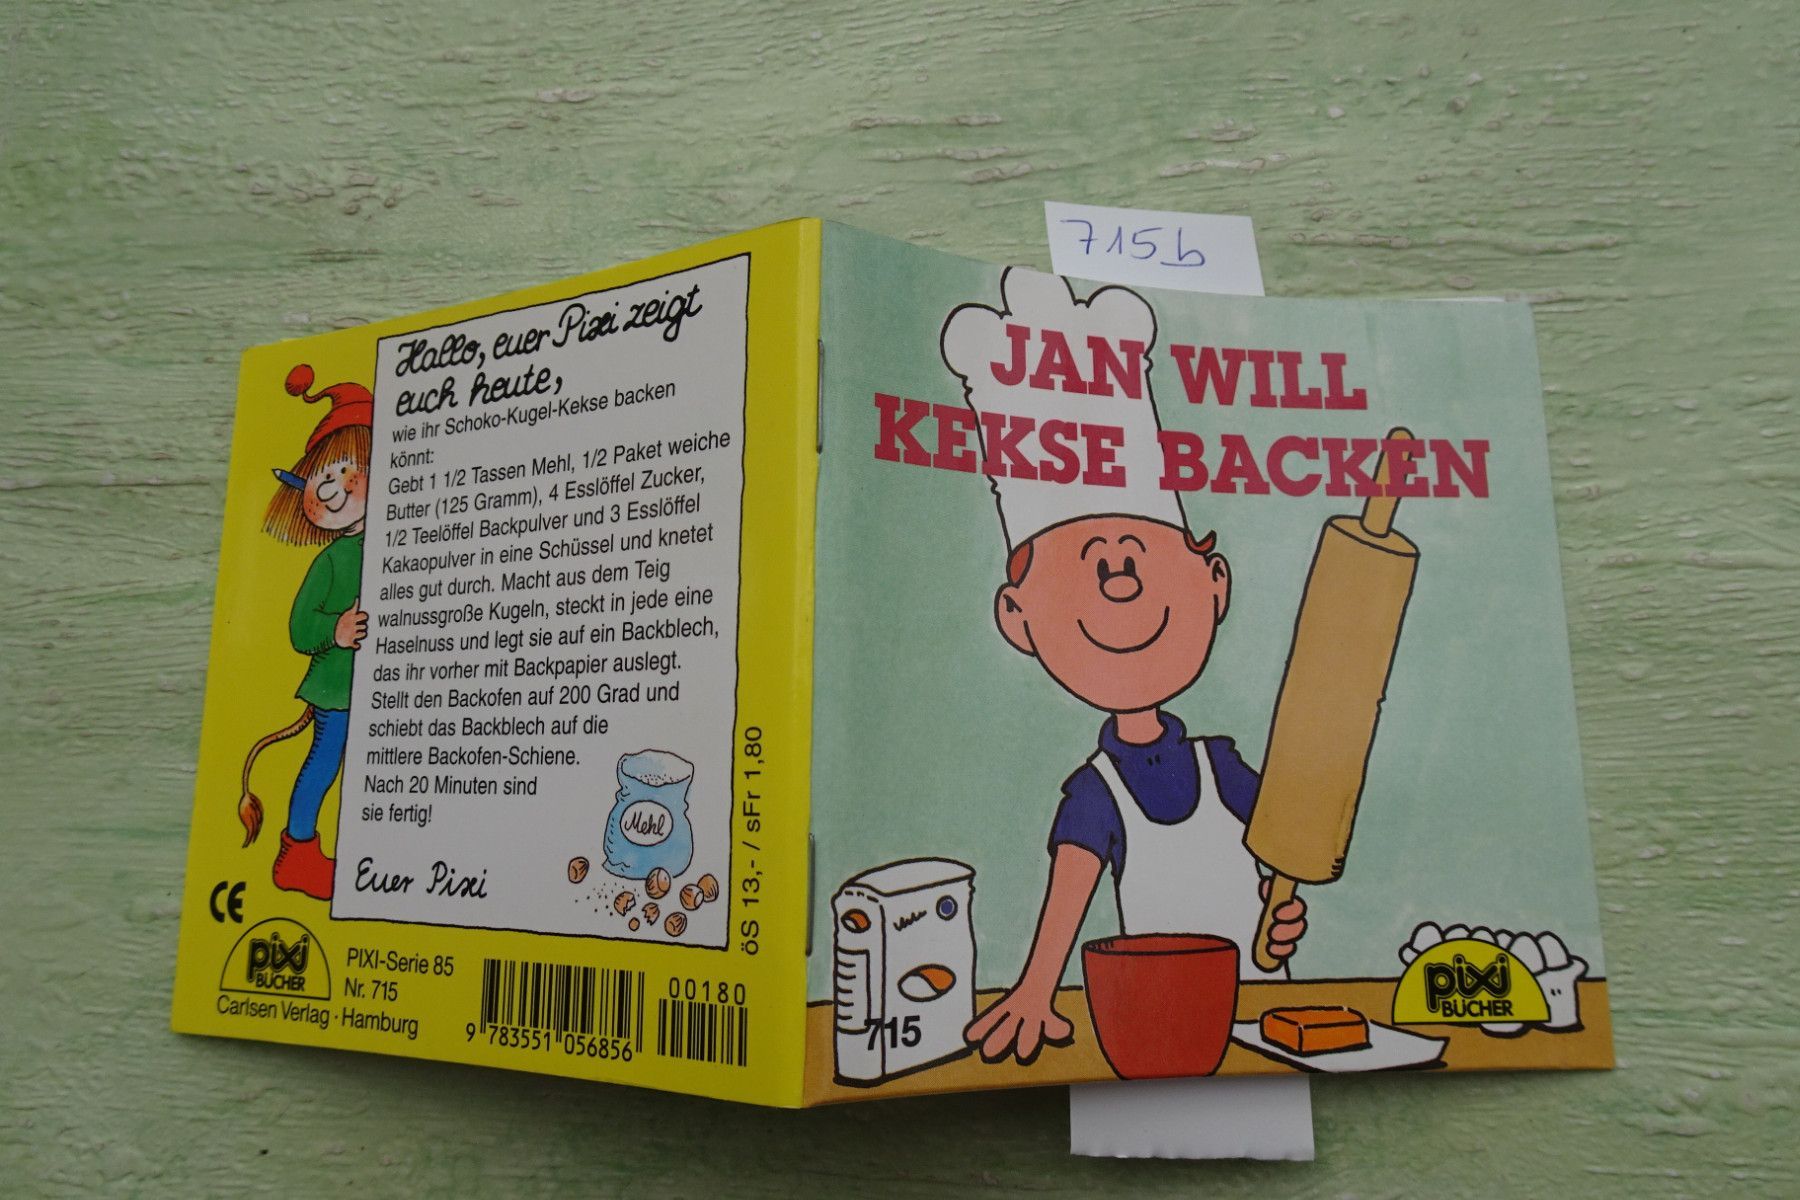 Hallo, euer Pixi zeigt
euch heute,
wie ihr Schoko-Kugel-Kekse backen
könnt:
Gebt 1 1/2 Tassen Mehl, 1/2 Paket weiche
Butter (125 Gramm), 4 Esslöffel Zucker,
1/2 Teelöffel Backpulver und 3 Esslöffel
Kakaopulver in eine Schüssel und knetet
alles gut durch. Macht aus dem Teig
walnussgroße Kugeln, steckt in jede eine
Haselnuss und legt sie auf ein Backblech,
das ihr vorher mit Backpapier auslegt.
Stellt den Backofen auf 200 Grad und
schiebt das Backblech auf die
mittlere Backofen-Schiene.
Nach 20 Minuten sind
sie fertig!
Euer Pixi
Mehl
öS 13,- / sFr 1,80
CE
pixi
BÜCHER
Carlsen Verlag · Hamburg
PIXI-Serie 85
Nr. 715
9 783551 056856
00180
715b
JAN WILL
KEKSE BACKEN
715
pixi
BÜCHER